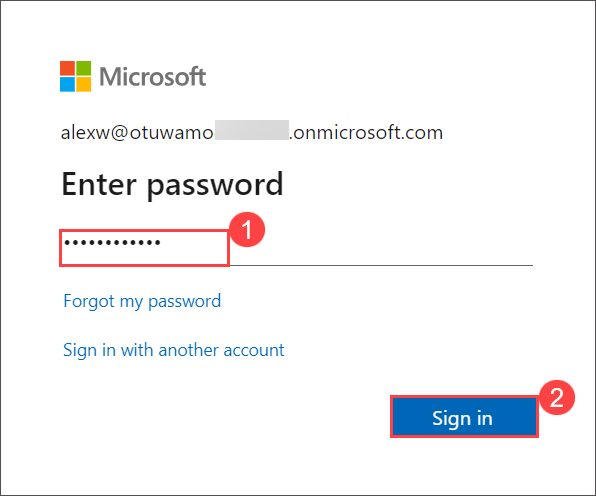 Microsoft
alexw@otuwamo .onmicrosoft.com
Enter password
••••••••••••
1
Forgot my password
Sign in with another account
Sign in
2